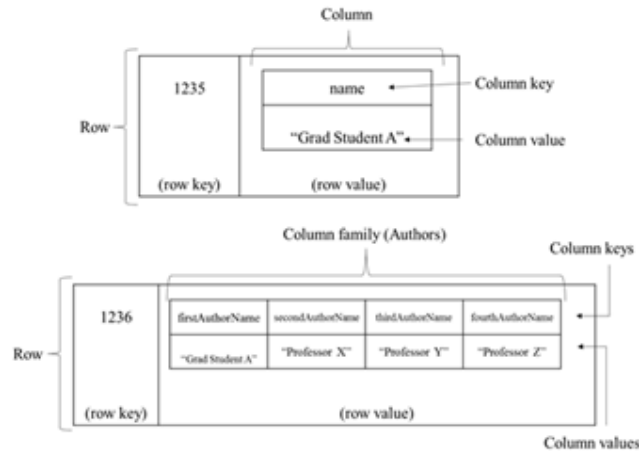 Column
1235
name
Column key
Row
"Grad Student A"
Column value
(row key)
(row value)
Column family (Authors)
Column keys
1236
firstAuthorName
secondAuthorName
thirdAuthorName
fourthAuthorName
Row
"Grad Student A"
"Professor X"
"Professor Y"
"Professor Z"
(row key)
(row value)
Column values